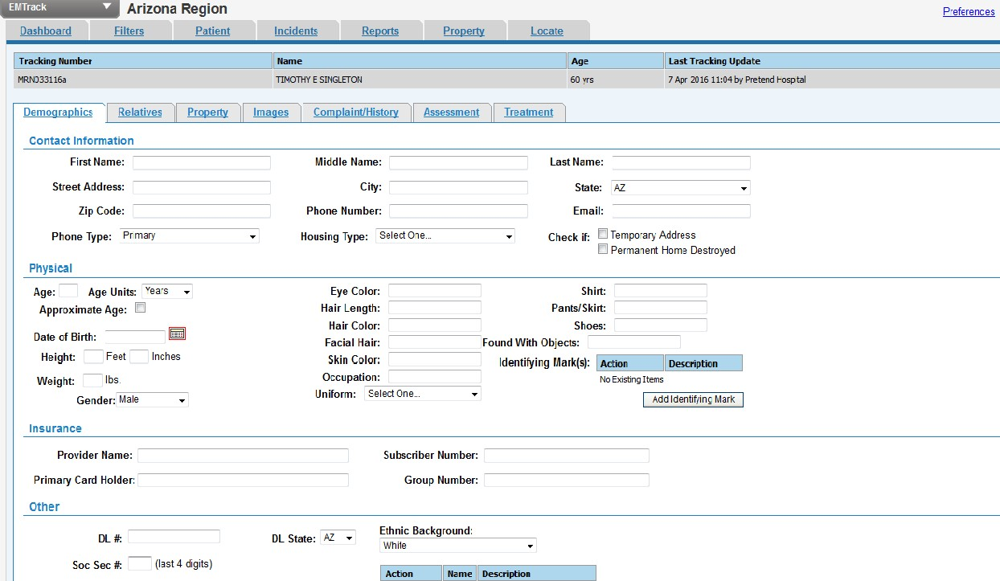 EMTrack Arizona Region
Preferences
Dashboard Filters Patient Incidents Reports Property Locate
Tracking Number Name Age Last Tracking Update
MRN033116a TIMOTHY E SINGLETON 60 yrs 7 Apr 2016 11:04 by Pretend Hospital
Demographics Relatives Property Images Complaint/History Assessment Treatment
Contact Information
First Name: Middle Name: Last Name:
Street Address: City: State: AZ
Zip Code: Phone Number: Email:
Phone Type: Primary Housing Type: Select One... Check if: Temporary Address
Permanent Home Destroyed
Physical
Age: Age Units: Years Eye Color: Shirt:
Approximate Age: Hair Length: Pants/Skirt:
Hair Color: Shoes:
Date of Birth: Facial Hair: Found With Objects:
Height: Feet Inches Skin Color: Identifying Mark(s): Action Description
Weight: lbs. Occupation: No Existing Items
Gender: Male Uniform: Select One... Add Identifying Mark
Insurance
Provider Name: Subscriber Number:
Primary Card Holder: Group Number:
Other
DL #: DL State: AZ Ethnic Background:
White
Soc Sec #: (last 4 digits)
Action Name Description